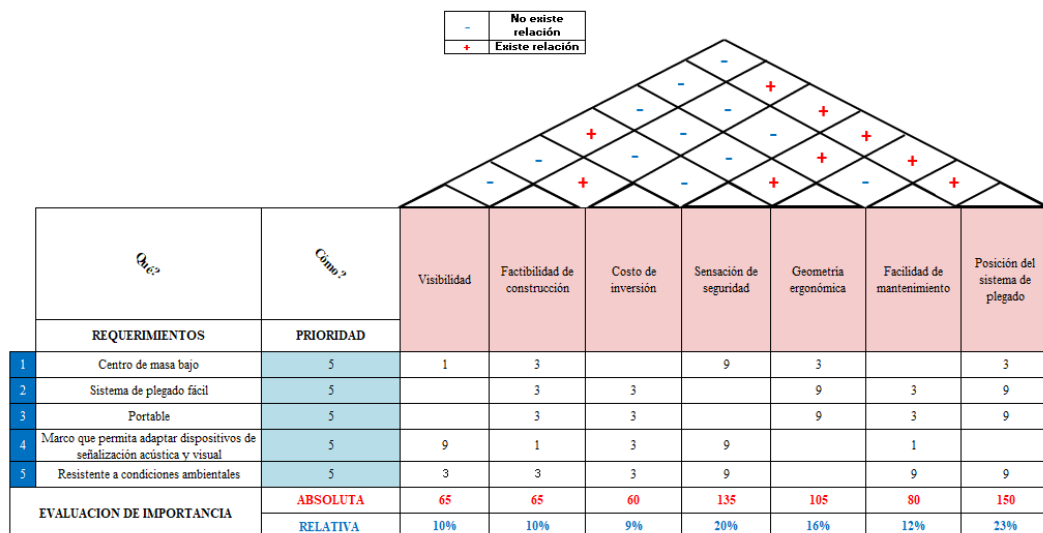 - No existe
relación
+ Existe relación
-
- +
- - +
+ - - +
- - - + +
- + - + - +
Qué?
Cómo?
Visibilidad
Factibilidad de
construcción
Costo de
inversión
Sensación de
seguridad
Geometría
ergonómica
Facilidad de
mantenimiento
Posición del
sistema de
plegado
REQUERIMIENTOS PRIORIDAD
1 Centro de masa bajo 5 1 3 9 3 3
2 Sistema de plegado fácil 5 3 3 9 3 9
3 Portable 5 3 3 9 3 9
4 Marco que permita adaptar dispositivos de
señalización acústica y visual 5 9 1 3 9 1
5 Resistente a condiciones ambientales 5 3 3 3 9 9 9
EVALUACION DE IMPORTANCIA
ABSOLUTA 65 65 60 135 105 80 150
RELATIVA 10% 10% 9% 20% 16% 12% 23%